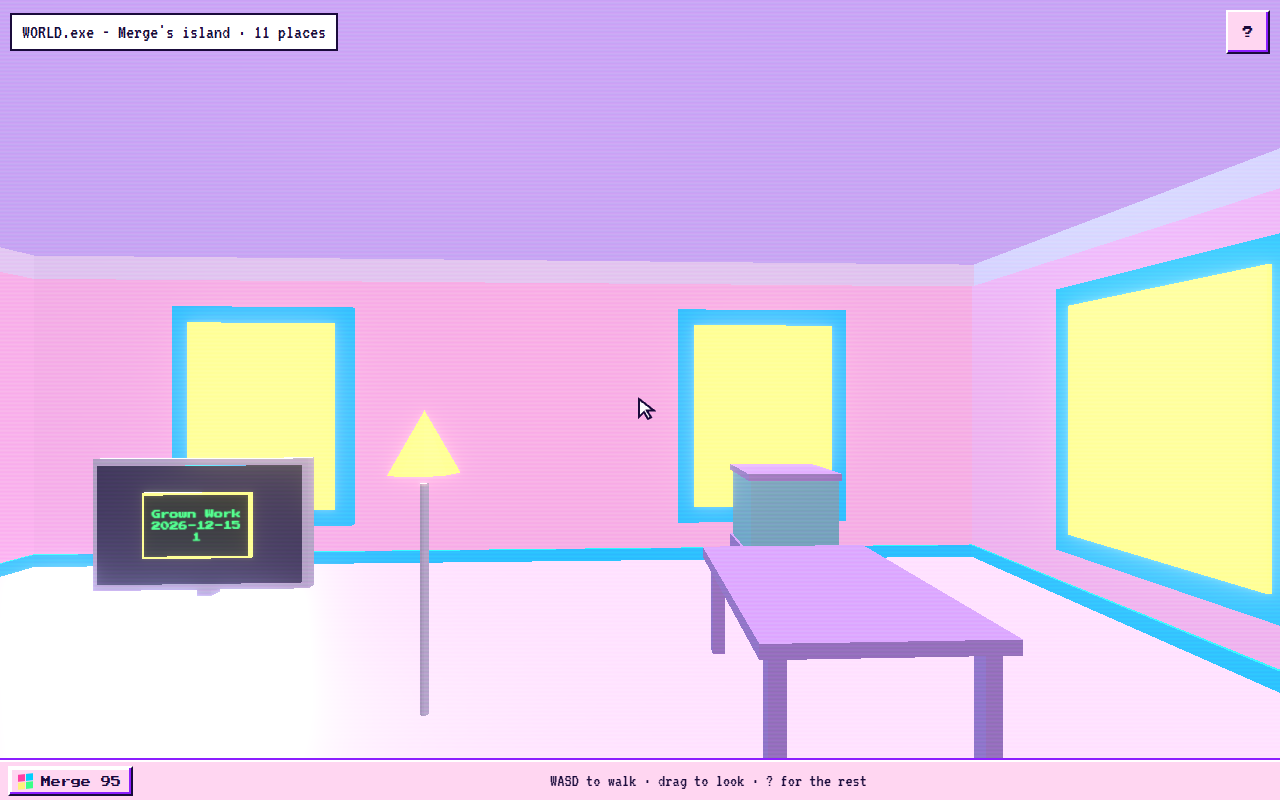 WORLD.exe - Merge's island · 11 places
?
Grown Work
2026-12-15
1
Merge 95
WASD to walk · drag to look · ? for the rest